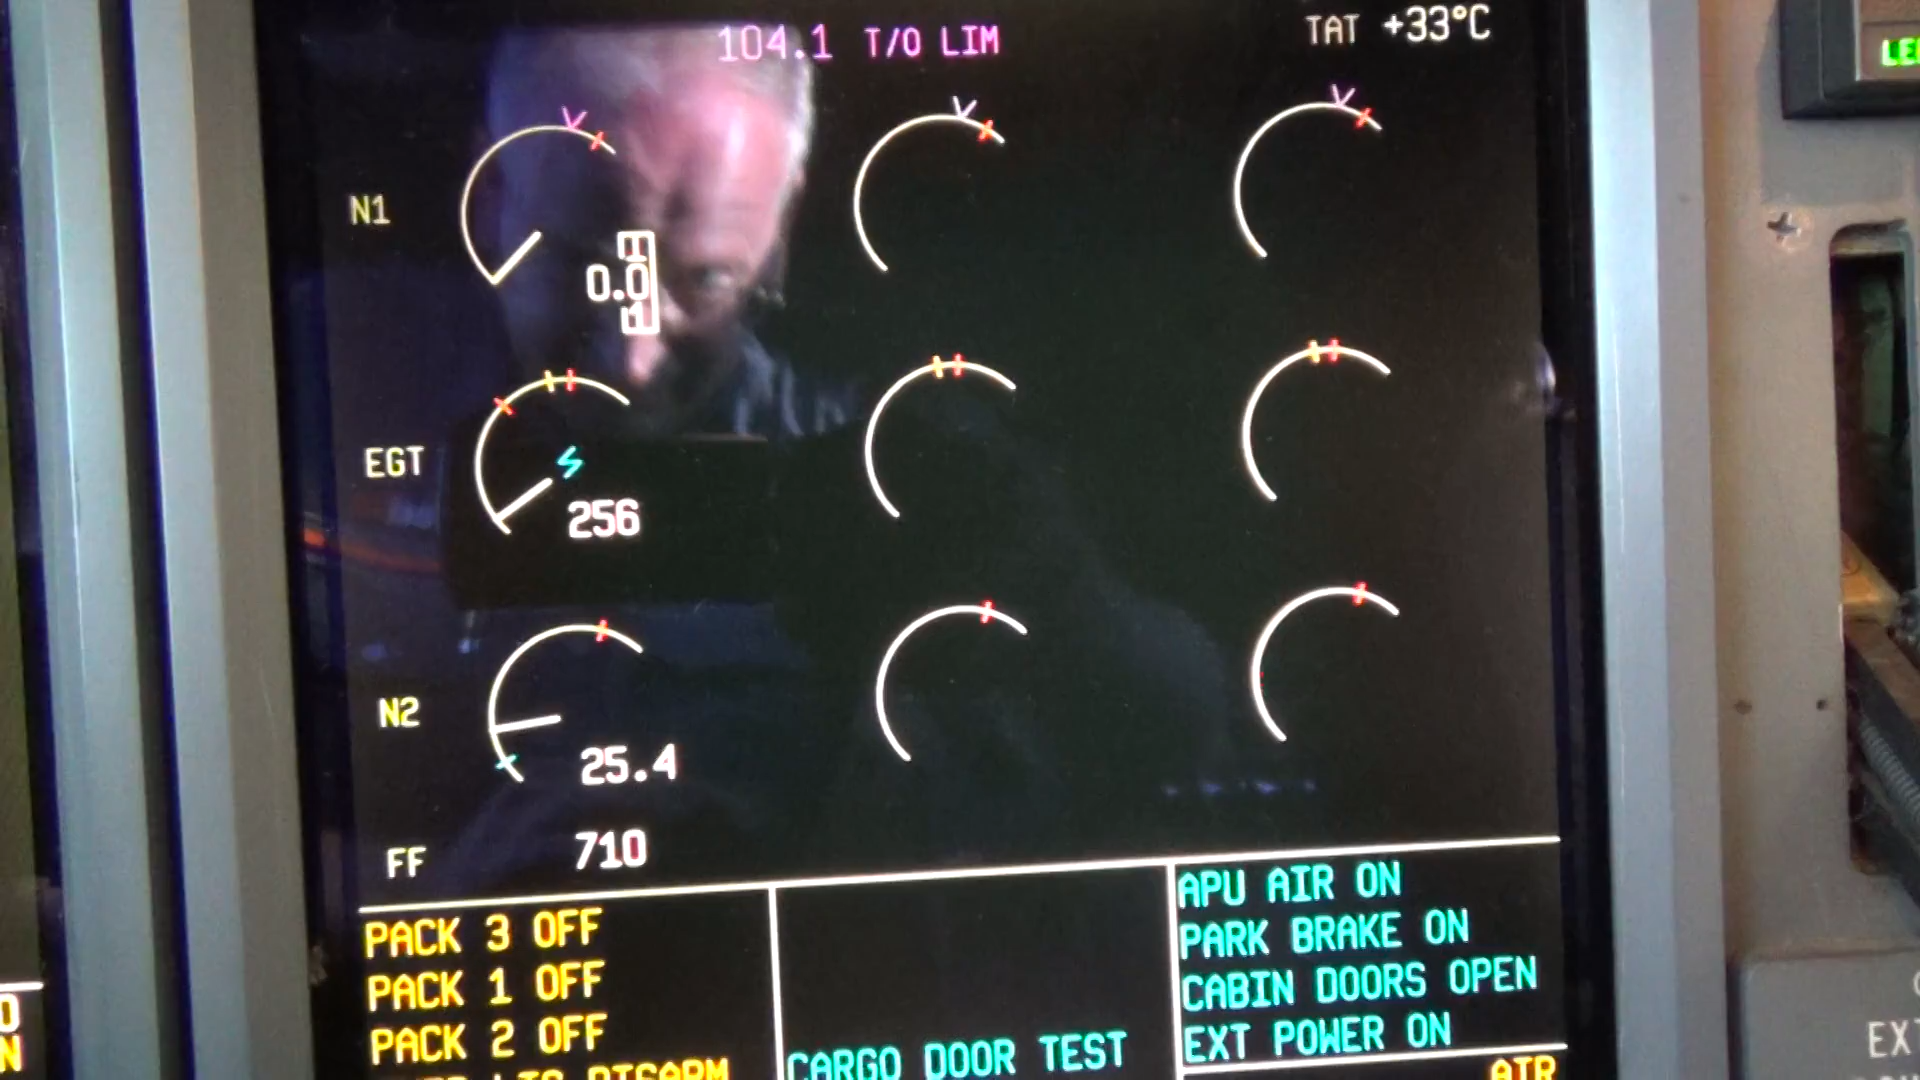 104.1 T/O LIM
TAT +33°C
N1
0.0
EGT
256
N2
25.4
FF
710
PACK 3 OFF
PACK 1 OFF
PACK 2 OFF
DISARM
CARGO DOOR TEST
APU AIR ON
PARK BRAKE ON
CABIN DOORS OPEN
EXT POWER ON
AIR
EXT